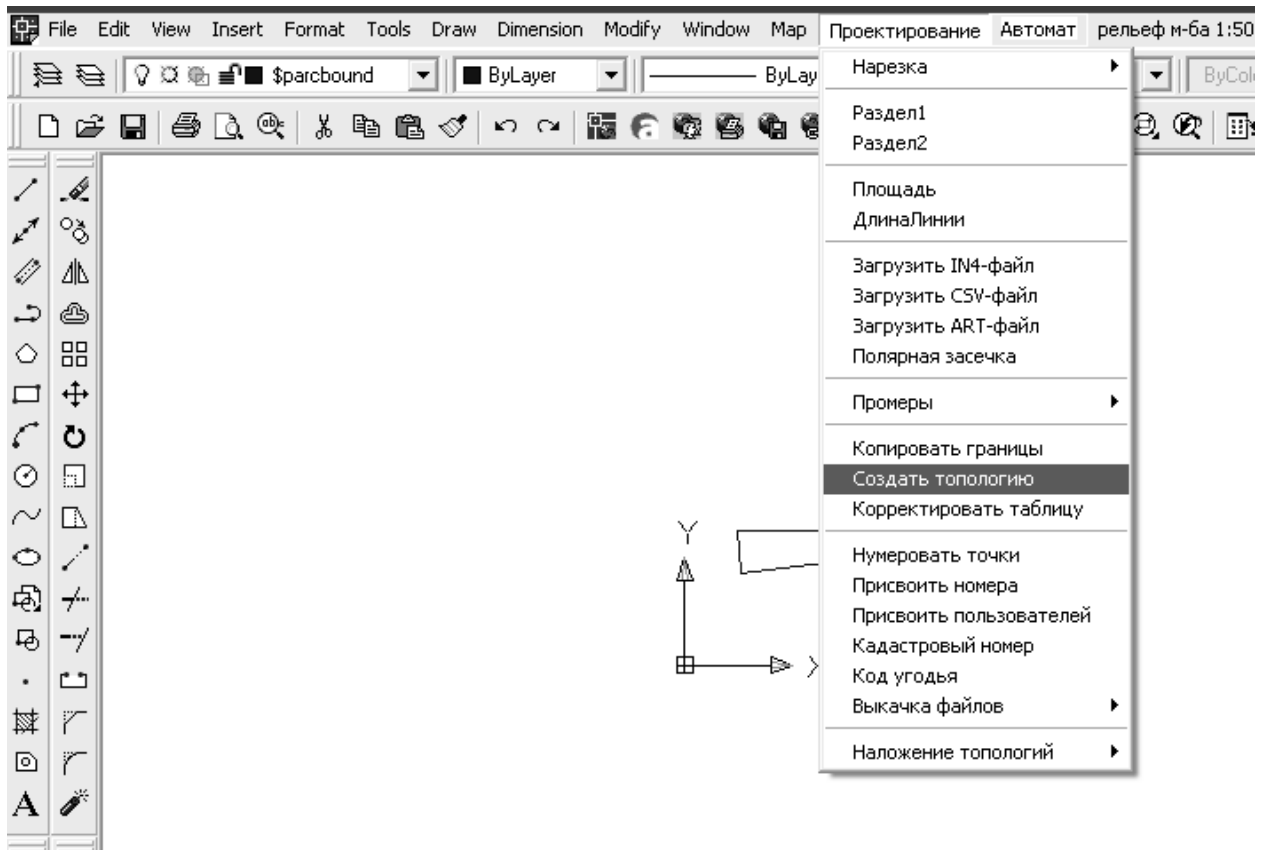 File Edit View Insert Format Tools Draw Dimension Modify Window Map Проектирование Автомат рельеф м-ба 1:50
$parcbound ByLayer ByLay ByCol
Нарезка
Раздел1
Раздел2
Площадь
ДлинаЛинии
Загрузить IN4-файл
Загрузить CSV-файл
Загрузить ART-файл
Полярная засечка
Промеры
Копировать границы
Создать топологию
Корректировать таблицу
Нумеровать точки
Присвоить номера
Присвоить пользователей
Кадастровый номер
Код угодья
Выкачка файлов
Наложение топологий
Y
X
A